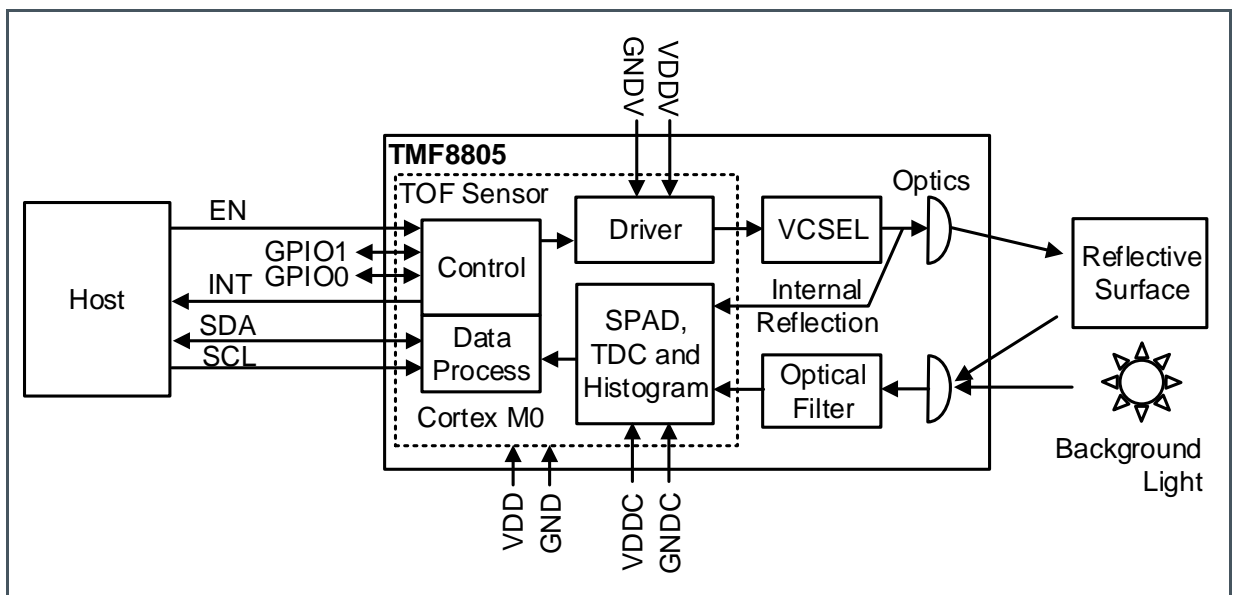 GNDV
VDDV
TMF8805
TOF Sensor
Optics
EN
Driver
VCSEL
GPIO1
Control
Reflective
Surface
GPIO0
Host
INT
Internal
Reflection
SPAD,
TDC and
Histogram
SDA
Data
Process
SCL
Optical
Filter
Cortex M0
Background
Light
VDD
GND
VDDC
GNDC